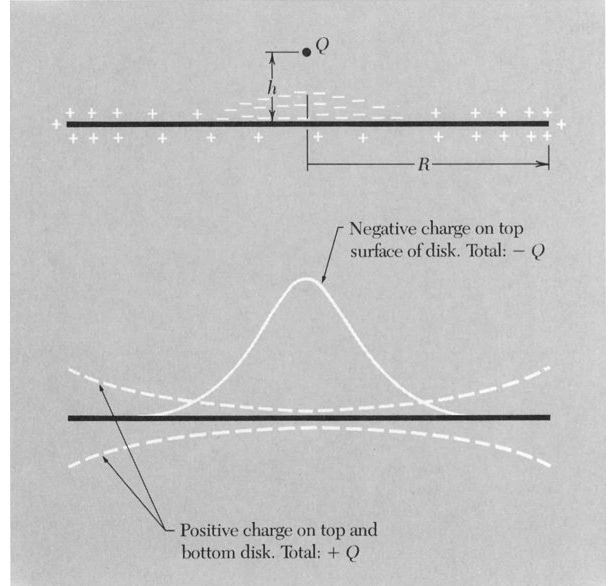 Q
h
R
Negative charge on top
surface of disk. Total: – Q
Positive charge on top and
bottom disk. Total: + Q